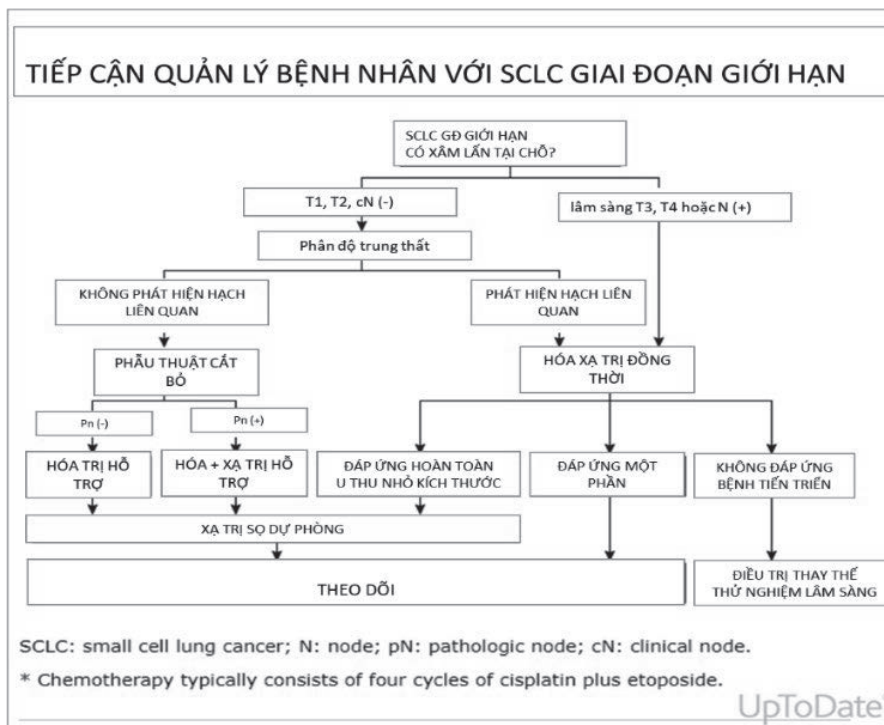 TIẾP CẬN QUẢN LÝ BỆNH NHÂN VỚI SCLC GIAI ĐOẠN GIỚI HẠN
SCLC GĐ GIỚI HẠN
CÓ XÂM LẤN TẠI CHỖ?
T1, T2, cN (-)
lâm sàng T3, T4 hoặc N (+)
Phân độ trung thất
KHÔNG PHÁT HIỆN HẠCH
LIÊN QUAN
PHÁT HIỆN HẠCH LIÊN
QUAN
PHẪU THUẬT CẮT
BỎ
HÓA XẠ TRỊ ĐỒNG
THỜI
Pn (-)
Pn (+)
HÓA TRỊ HỖ
TRỢ
HÓA + XẠ TRỊ HỖ
TRỢ
ĐÁP ỨNG HOÀN TOÀN
U THU NHỎ KÍCH THƯỚC
ĐÁP ỨNG MỘT
PHẦN
KHÔNG ĐÁP ỨNG
BỆNH TIẾN TRIỂN
XẠ TRỊ SỌ DỰ PHÒNG
THEO DÕI
ĐIỀU TRỊ THAY THẾ
THỬ NGHIỆM LÂM SÀNG
SCLC: small cell lung cancer; N: node; pN: pathologic node; cN: clinical node.
* Chemotherapy typically consists of four cycles of cisplatin plus etoposide.
UpToDate